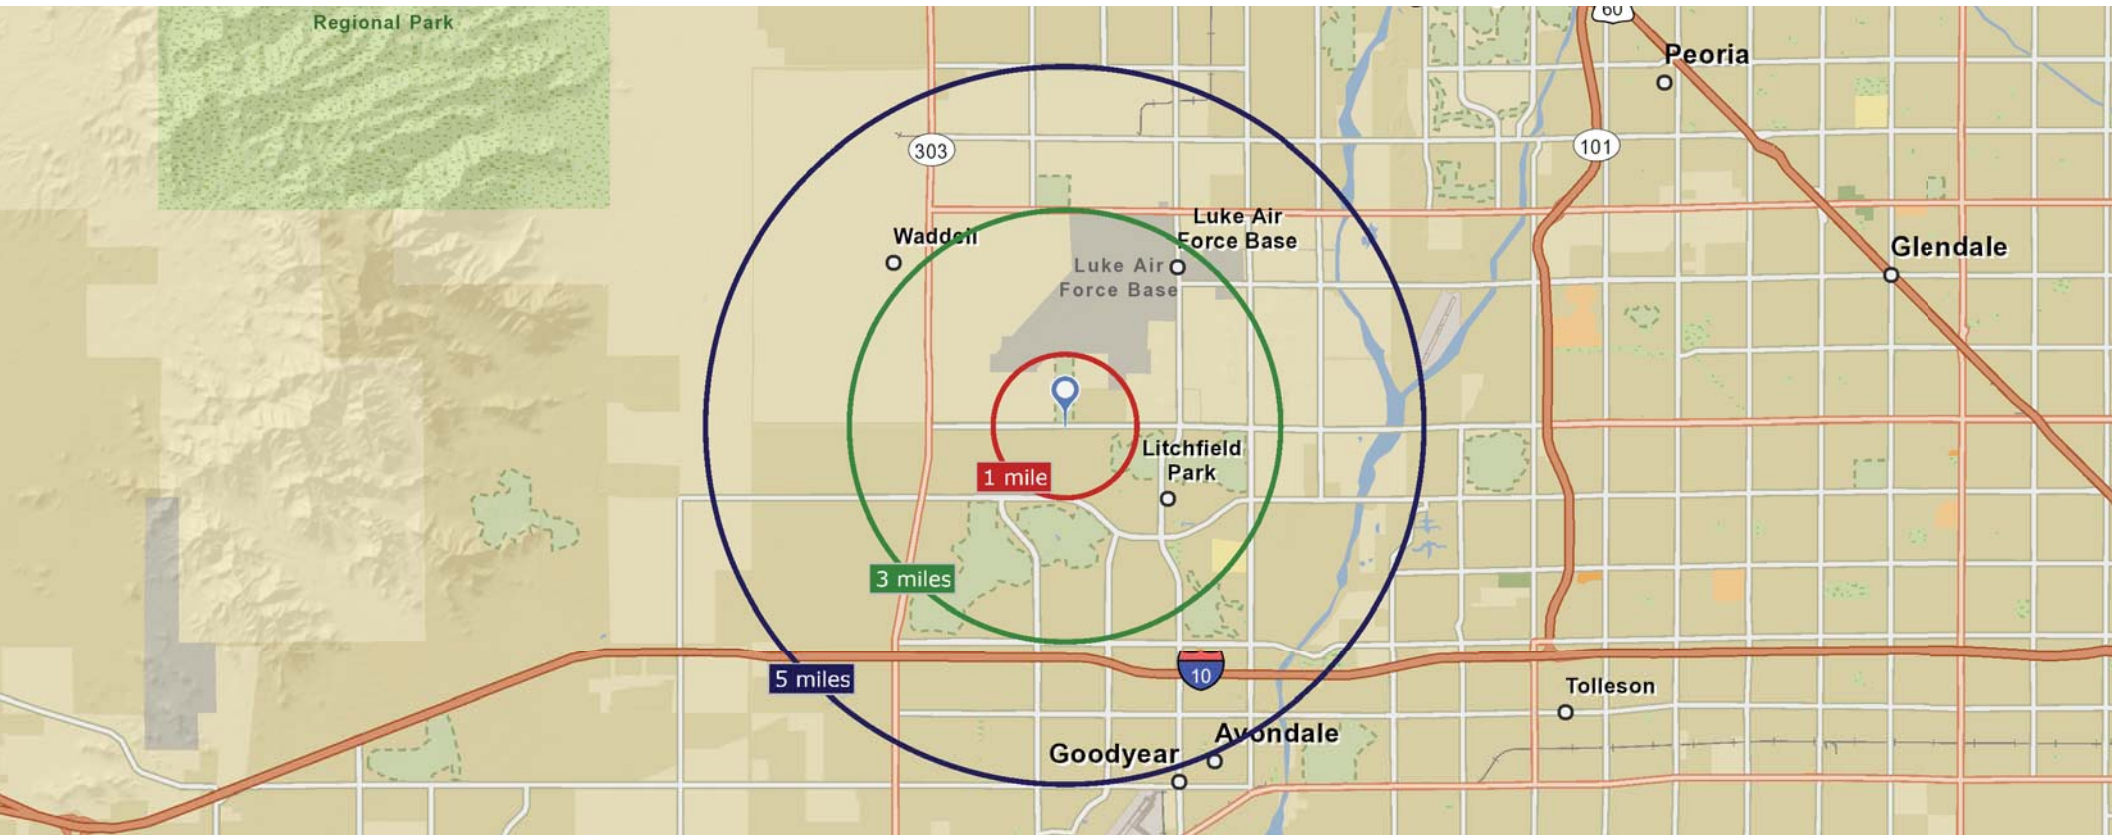 Regional Park
60
Peoria
303
101
Luke Air
Force Base
Waddell
Glendale
Luke Air
Force Base
Litchfield
Park
1 mile
3 miles
10
5 miles
Tolleson
Avondale
Goodyear